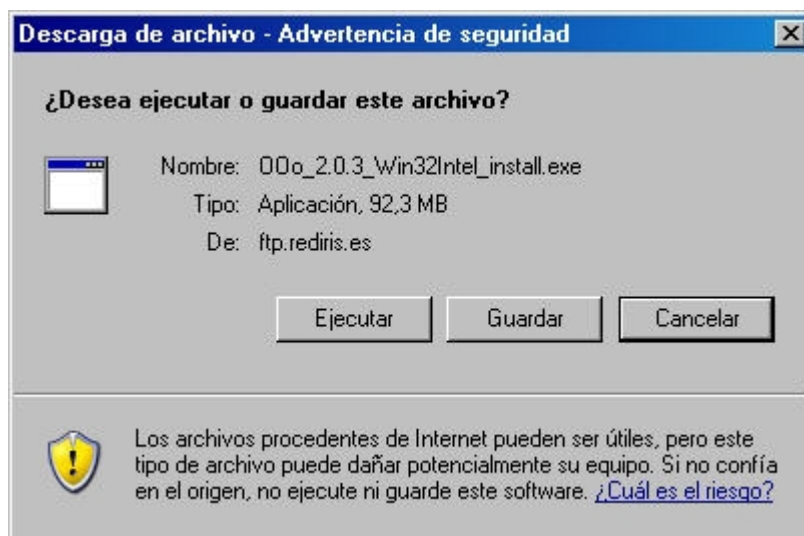 Descarga de archivo - Advertencia de seguridad
¿Desea ejecutar o guardar este archivo?
Nombre: OOo_2.0.3_Win32Intel_install.exe
Tipo: Aplicación, 92,3 MB
De: ftp.rediris.es
Ejecutar Guardar Cancelar
Los archivos procedentes de Internet pueden ser útiles, pero este
tipo de archivo puede dañar potencialmente su equipo. Si no confía
en el origen, no ejecute ni guarde este software. ¿Cuál es el riesgo?